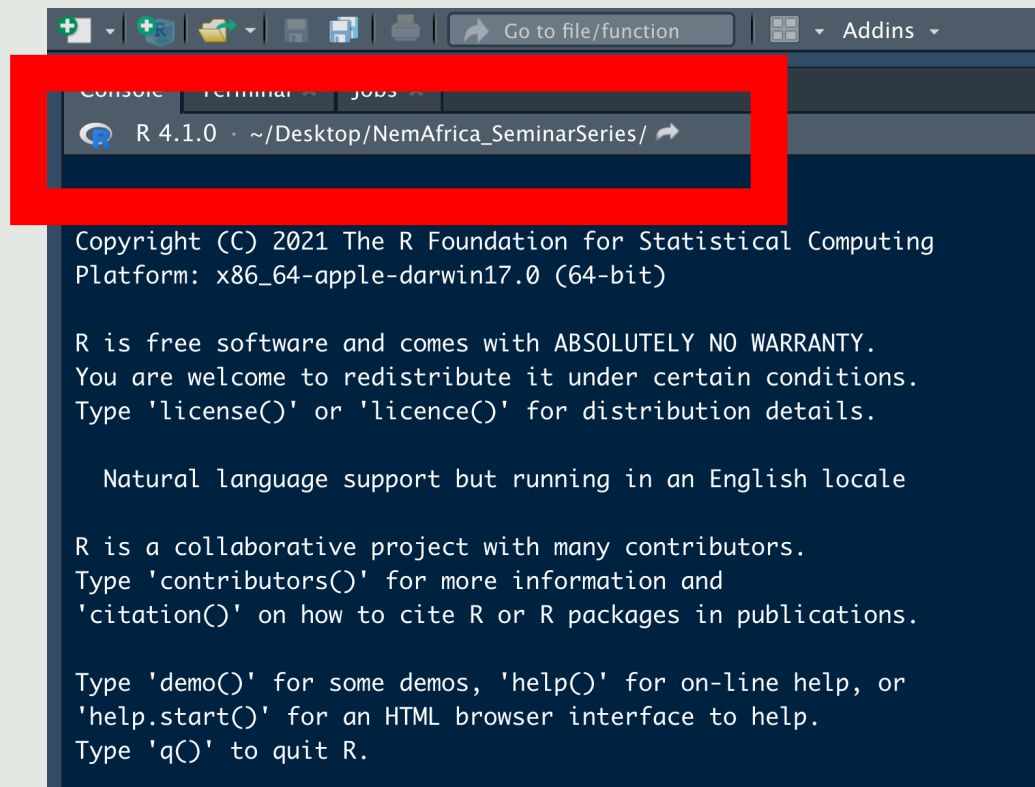 Go to file/function Addins
Console Terminal Jobs
R R 4.1.0 · ~/Desktop/NemAfrica_SeminarSeries/
Copyright (C) 2021 The R Foundation for Statistical Computing
Platform: x86_64-apple-darwin17.0 (64-bit)
R is free software and comes with ABSOLUTELY NO WARRANTY.
You are welcome to redistribute it under certain conditions.
Type 'license()' or 'licence()' for distribution details.
Natural language support but running in an English locale
R is a collaborative project with many contributors.
Type 'contributors()' for more information and
'citation()' on how to cite R or R packages in publications.
Type 'demo()' for some demos, 'help()' for on-line help, or
'help.start()' for an HTML browser interface to help.
Type 'q()' to quit R.